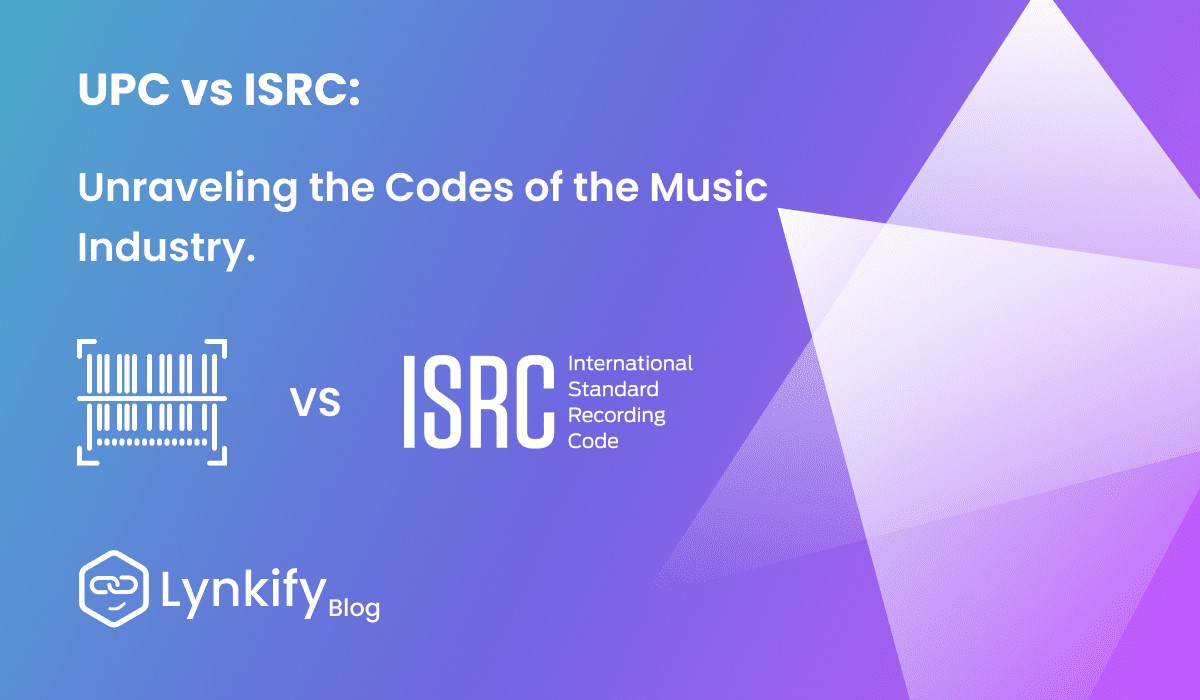 UPC vs ISRC:
Unraveling the Codes of the Music
Industry.
VS
ISRC
International
Standard
Recording
Code
Lynkify
Blog